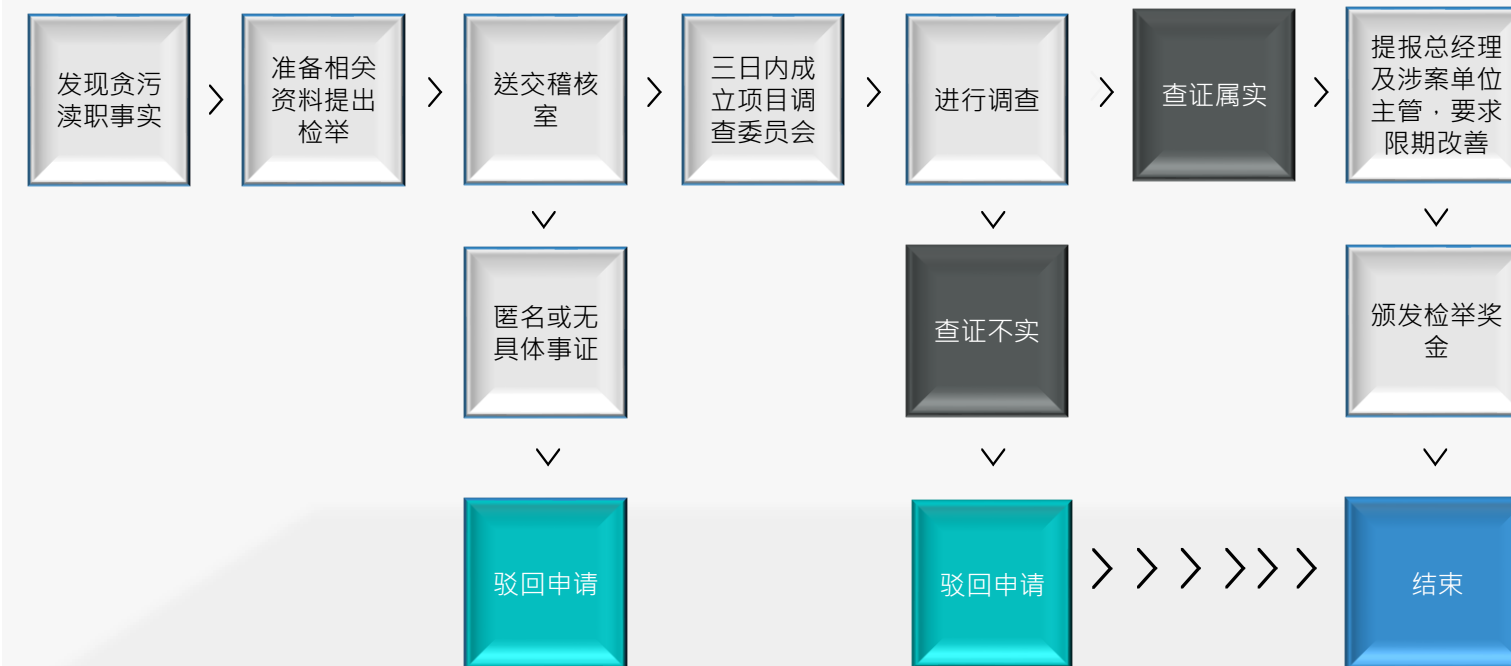 发现贪污
渎职事实
准备相关
资料提出
检举
送交稽核
室
三日内成
立项目调
查委员会
进行调查
查证属实
提报总经理
及涉案单位
主管，要求
限期改善
匿名或无
具体事证
查证不实
颁发检举奖
金
驳回申请
驳回申请
结束